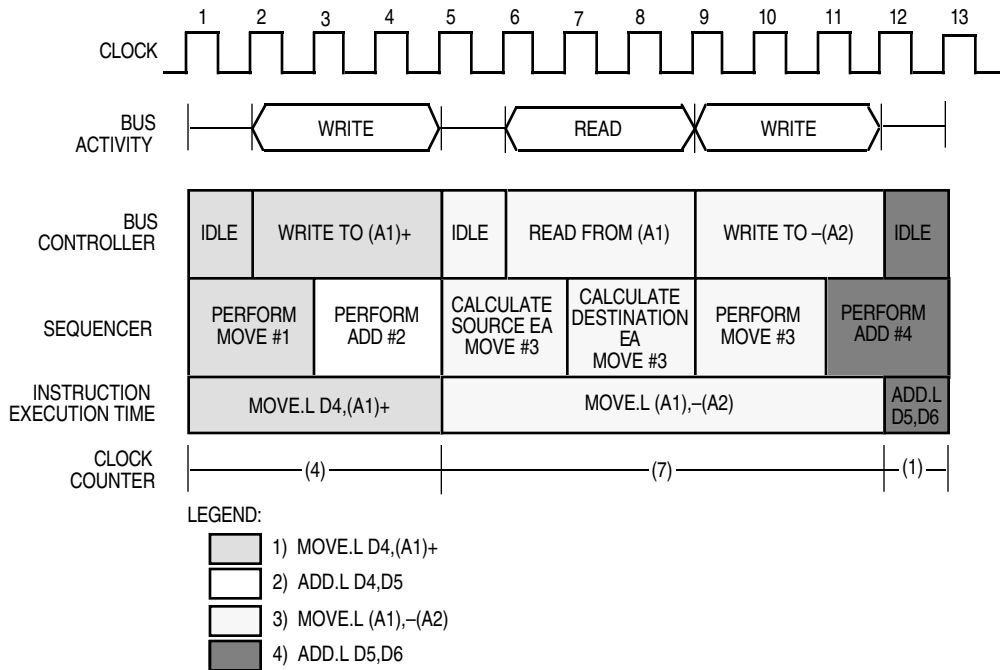 1 2 3 4 5 6 7 8 9 10 11 12 13
CLOCK
BUS
ACTIVITY
WRITE READ WRITE
BUS
CONTROLLER
IDLE WRITE TO (A1)+ IDLE READ FROM (A1) WRITE TO –(A2) IDLE
SEQUENCER
PERFORM
MOVE #1
PERFORM
ADD #2
CALCULATE
SOURCE EA
MOVE #3
CALCULATE
DESTINATION
EA
MOVE #3
PERFORM
MOVE #3
PERFORM
ADD #4
INSTRUCTION
EXECUTION TIME
MOVE.L D4,(A1)+ MOVE.L (A1),–(A2)
ADD.L
D5,D6
CLOCK
COUNTER
(4) (7) (1)
LEGEND:
1) MOVE.L D4,(A1)+
2) ADD.L D4,D5
3) MOVE.L (A1),–(A2)
4) ADD.L D5,D6